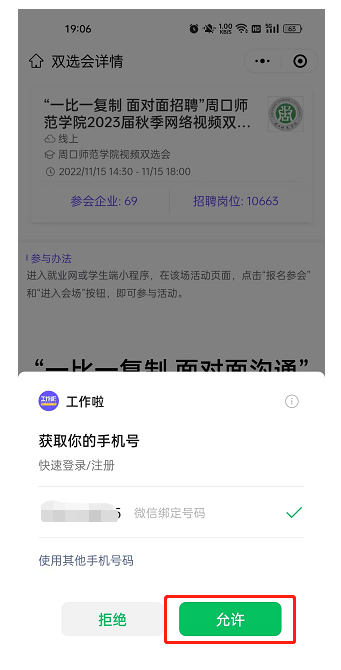 19:06
1.00 KB/S HD 5G 63
双选会详情
“一比一复制 面对面招聘”周口师
范学院2023届秋季网络视频双...
线上
周口师范学院视频双选会
2022/11/15 14:30 - 11/15 18:00
参会企业: 69
招聘岗位: 10663
参与办法
进入就业网或学生端小程序，在该场活动页面，点击“报名参会”
和“进入会场”按钮，即可参与活动。
“一比一复制 面对面沟通”
工作啦
获取你的手机号
快速登录/注册
5 微信绑定号码
使用其他手机号码
拒绝
允许